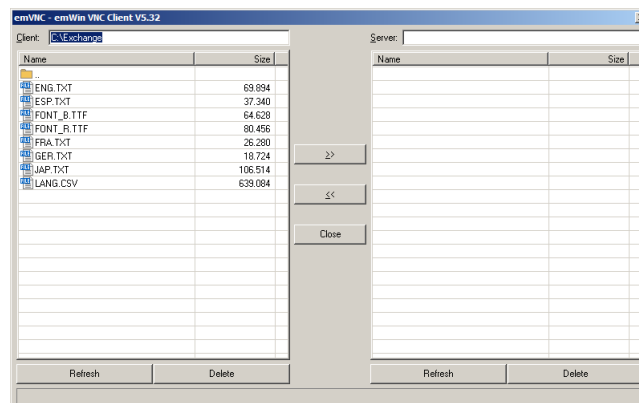 emVNC - emWin VNC Client V5.32
Client: C:\Exchange
Server:
Name Size
..
ENG.TXT 69.894
ESP.TXT 37.340
FONT_B.TTF 64.628
FONT_R.TTF 80.456
FRA.TXT 26.280
GER.TXT 18.724
JAP.TXT 106.514
LANG.CSV 639.084
Refresh Delete
>>
<<
Close
Name Size
Refresh Delete